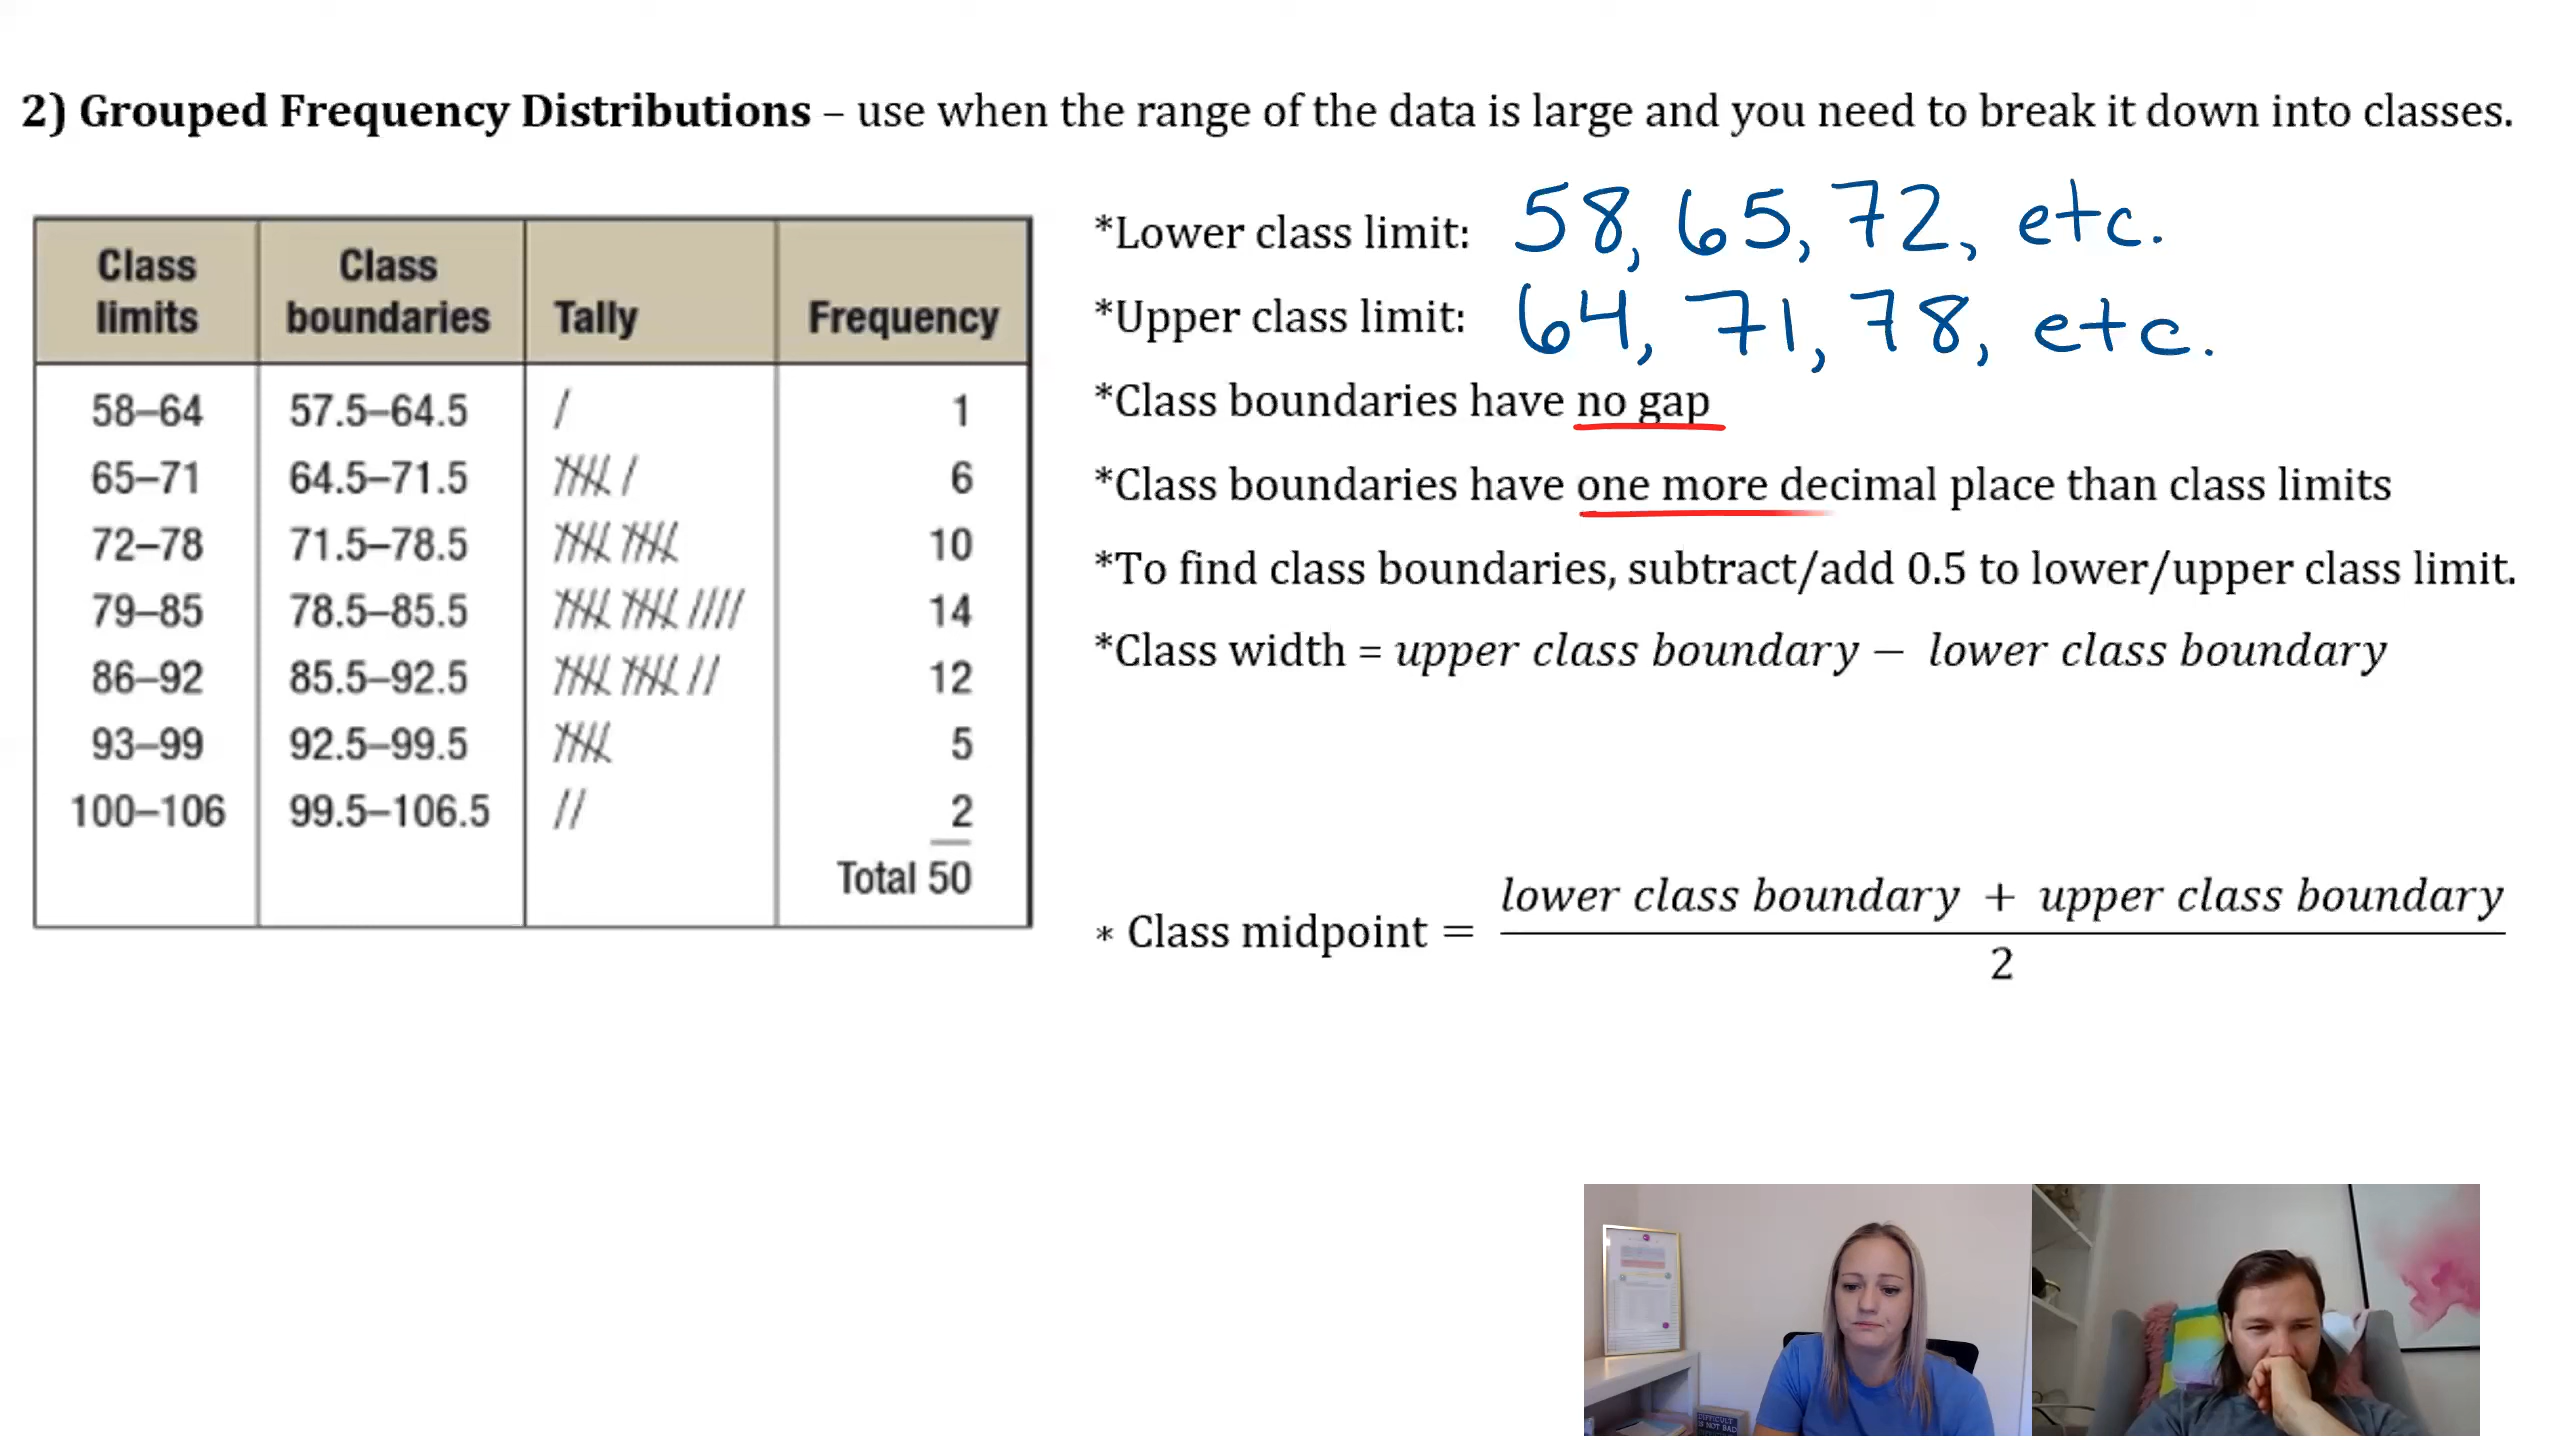 2) Grouped Frequency Distributions – use when the range of the data is large and you need to break it down into classes.
Class limits Class boundaries Tally Frequency
58–64 57.5–64.5 / 1
65–71 64.5–71.5 //// / 6
72–78 71.5–78.5 //// //// 10
79–85 78.5–85.5 //// //// //// 14
86–92 85.5–92.5 //// //// // 12
93–99 92.5–99.5 //// 5
100–106 99.5–106.5 // 2
Total 50
*Lower class limit: 58, 65, 72, etc.
*Upper class limit: 64, 71, 78, etc.
*Class boundaries have no gap
*Class boundaries have one more decimal place than class limits
*To find class boundaries, subtract/add 0.5 to lower/upper class limit.
*Class width = upper class boundary − lower class boundary
* Class midpoint = lower class boundary + upper class boundary
2
DIFFICULT
IS NOT BAD